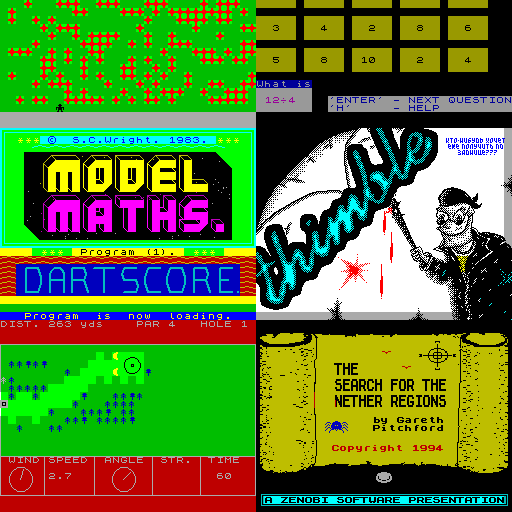 3 4 2 8 6
5 8 10 2 4
What is
12÷4
'ENTER' - NEXT QUESTION
'H' - HELP
© S.C.Wright. 1983.
MODEL
MATHS.
Program (1).
DARTSCORE
Program is now loading.
thimble
DIST. 263 yds PAR 4 HOLE 1
WIND SPEED ANGLE STR. TIME
2.7 60
THE
SEARCH FOR THE
NETHER REGIONS
by Gareth
Pitchford
Copyright 1994
A ZENOBI SOFTWARE PRESENTATION